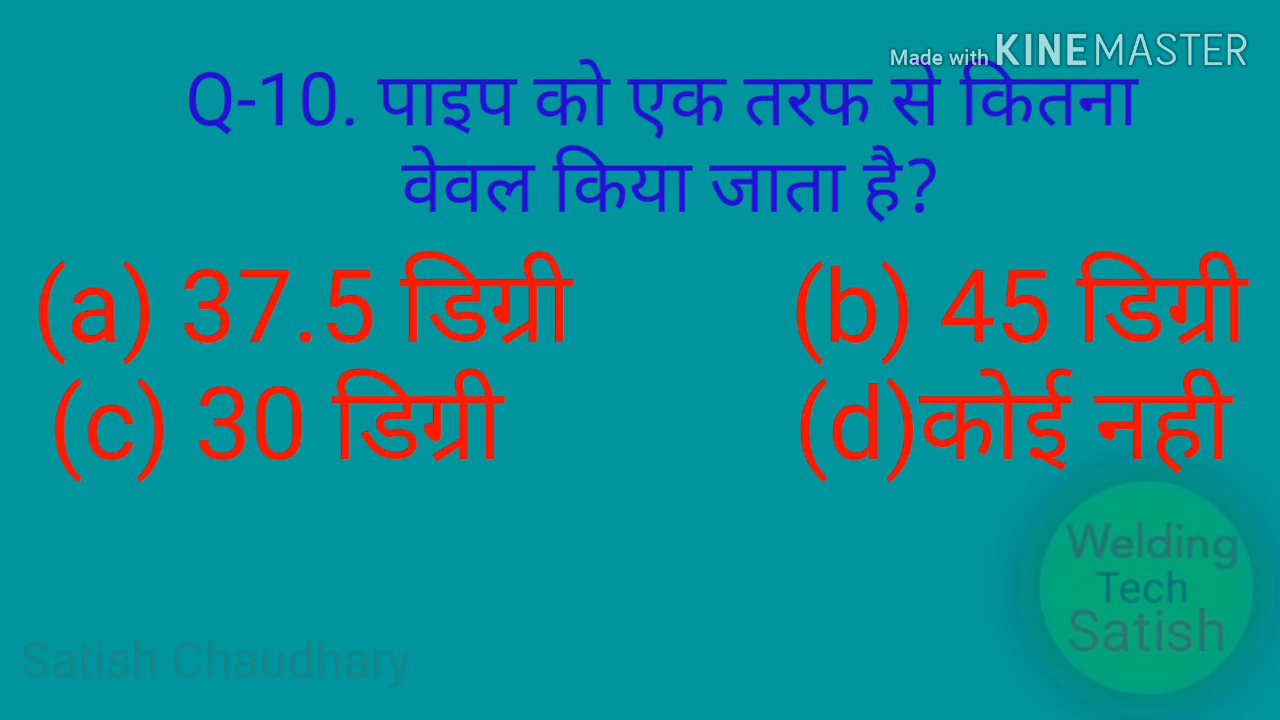 Made with KINEMASTER
Q-10. पाइप को एक तरफ से कितना
वेवल किया जाता है?
(a) 37.5 डिग्री (b) 45 डिग्री
(c) 30 डिग्री (d)कोई नही
Welding
Tech
Satish
Satish Chaudhary